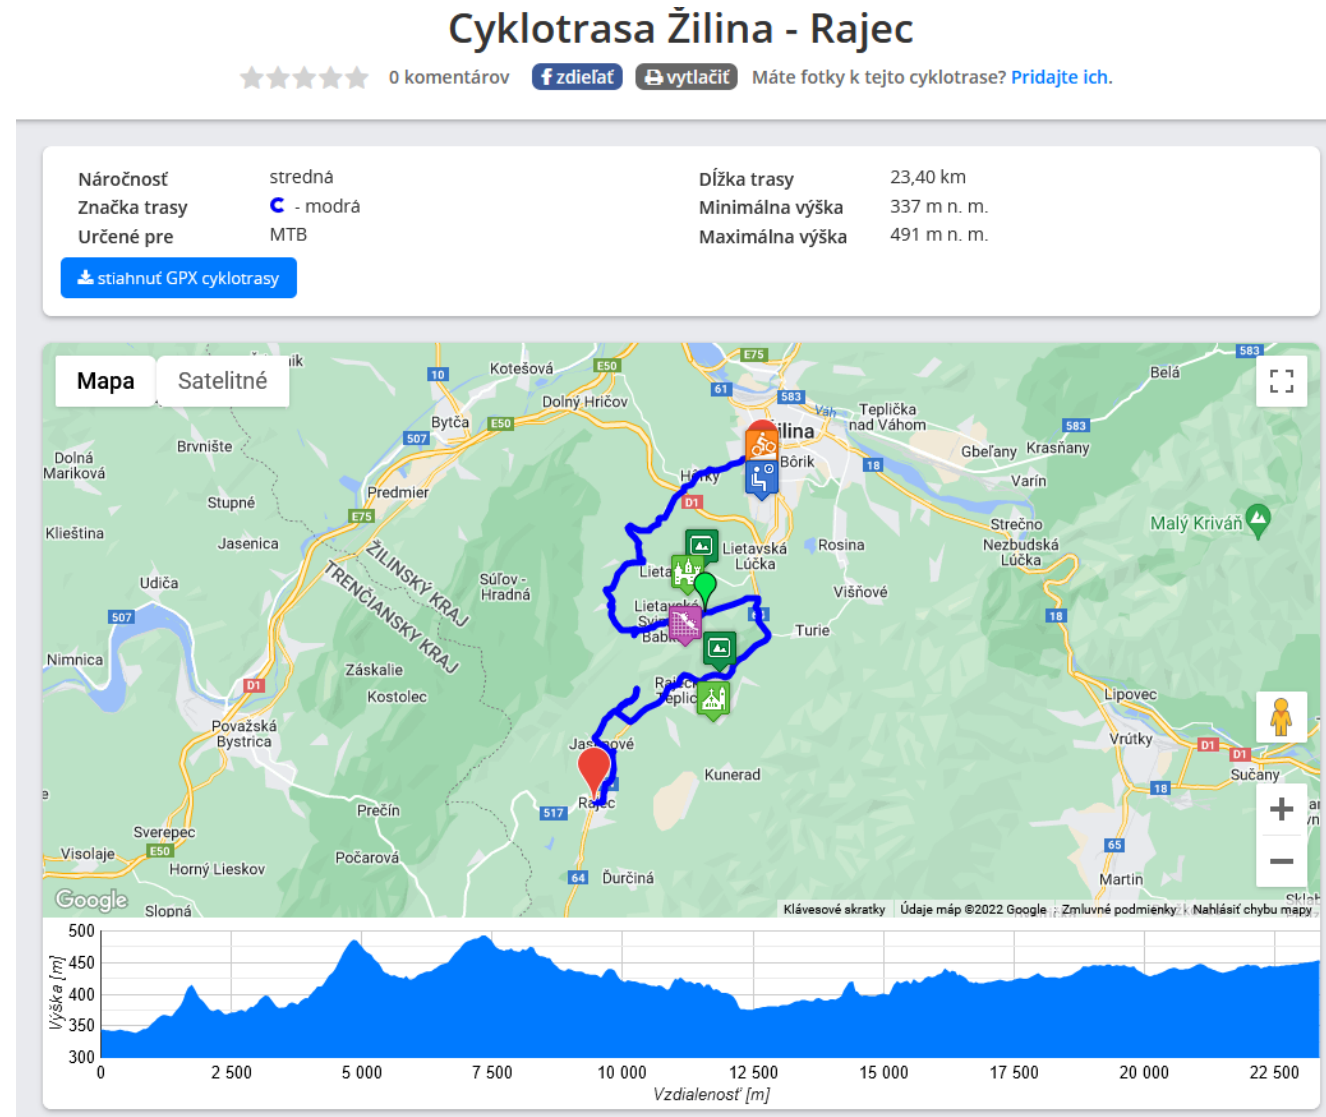 Cyklotrasa Žilina - Rajec
0 komentárov
zdieľať
vytlačiť
Máte fotky k tejto cyklotrase? Pridajte ich.
Náročnosť stredná
Značka trasy C - modrá
Určené pre MTB
Dĺžka trasy 23,40 km
Minimálna výška 337 m n. m.
Maximálna výška 491 m n. m.
stiahnuť GPX cyklotrasy
Mapa
Satelitné
Kotešová
E50
E75
583
10
61
583
Belá
Dolný Hričov
Váh
Teplička
nad Váhom
Bytča
E50
507
583
Brvnište
Bôrik
Gbeľany
Krasňany
Dolná
Mariková
18
Varín
Predmier
D1
Stupné
E75
Strečno
Malý Kriváň
Klieština
Jasenica
Nezbudská
Lúčka
Lietavská
Lúčka
Rosina
ŽILINSKÝ KRAJ
TRENČIANSKY KRAJ
Súľov -
Hradná
Udiča
Višňové
507
18
Turie
Nimnica
Záskalie
D1
Kostolec
Lipovec
Považská
Bystrica
Vrútky
D1
D1
Kunerad
Sučany
18
Rajec
517
Prečín
Sverepec
E50
65
Visolaje
Počarová
Horný Lieskov
64
Ďurčiná
Martin
Slopná
Google
Klávesové skratky
Údaje máp ©2022 Google
Zmluvné podmienky
Nahlásiť chybu mapy
500
450
400
350
300
Výška [m]
0
2 500
5 000
7 500
10 000
12 500
15 000
17 500
20 000
22 500
Vzdialenosť [m]